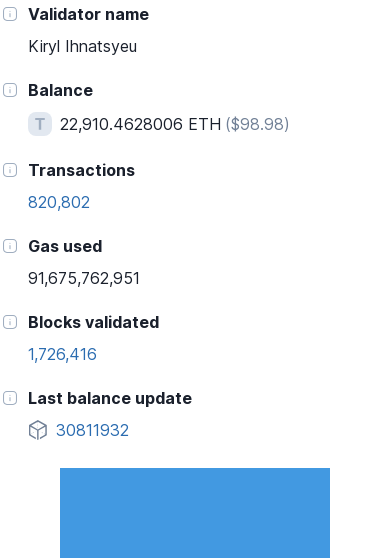 Validator name
Kiryl Ihnatsyeu
Balance
T 22,910.4628006 ETH ($98.98)
Transactions
820,802
Gas used
91,675,762,951
Blocks validated
1,726,416
Last balance update
30811932